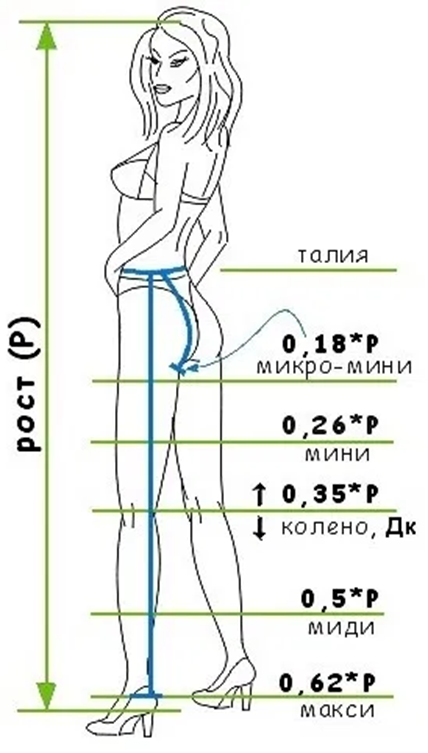 рост (Р)
талия
0,18*Р
микро-мини
0,26*Р
мини
↑ 0,35*Р
↓ колено, Дк
0,5*Р
миди
0,62*Р
макси